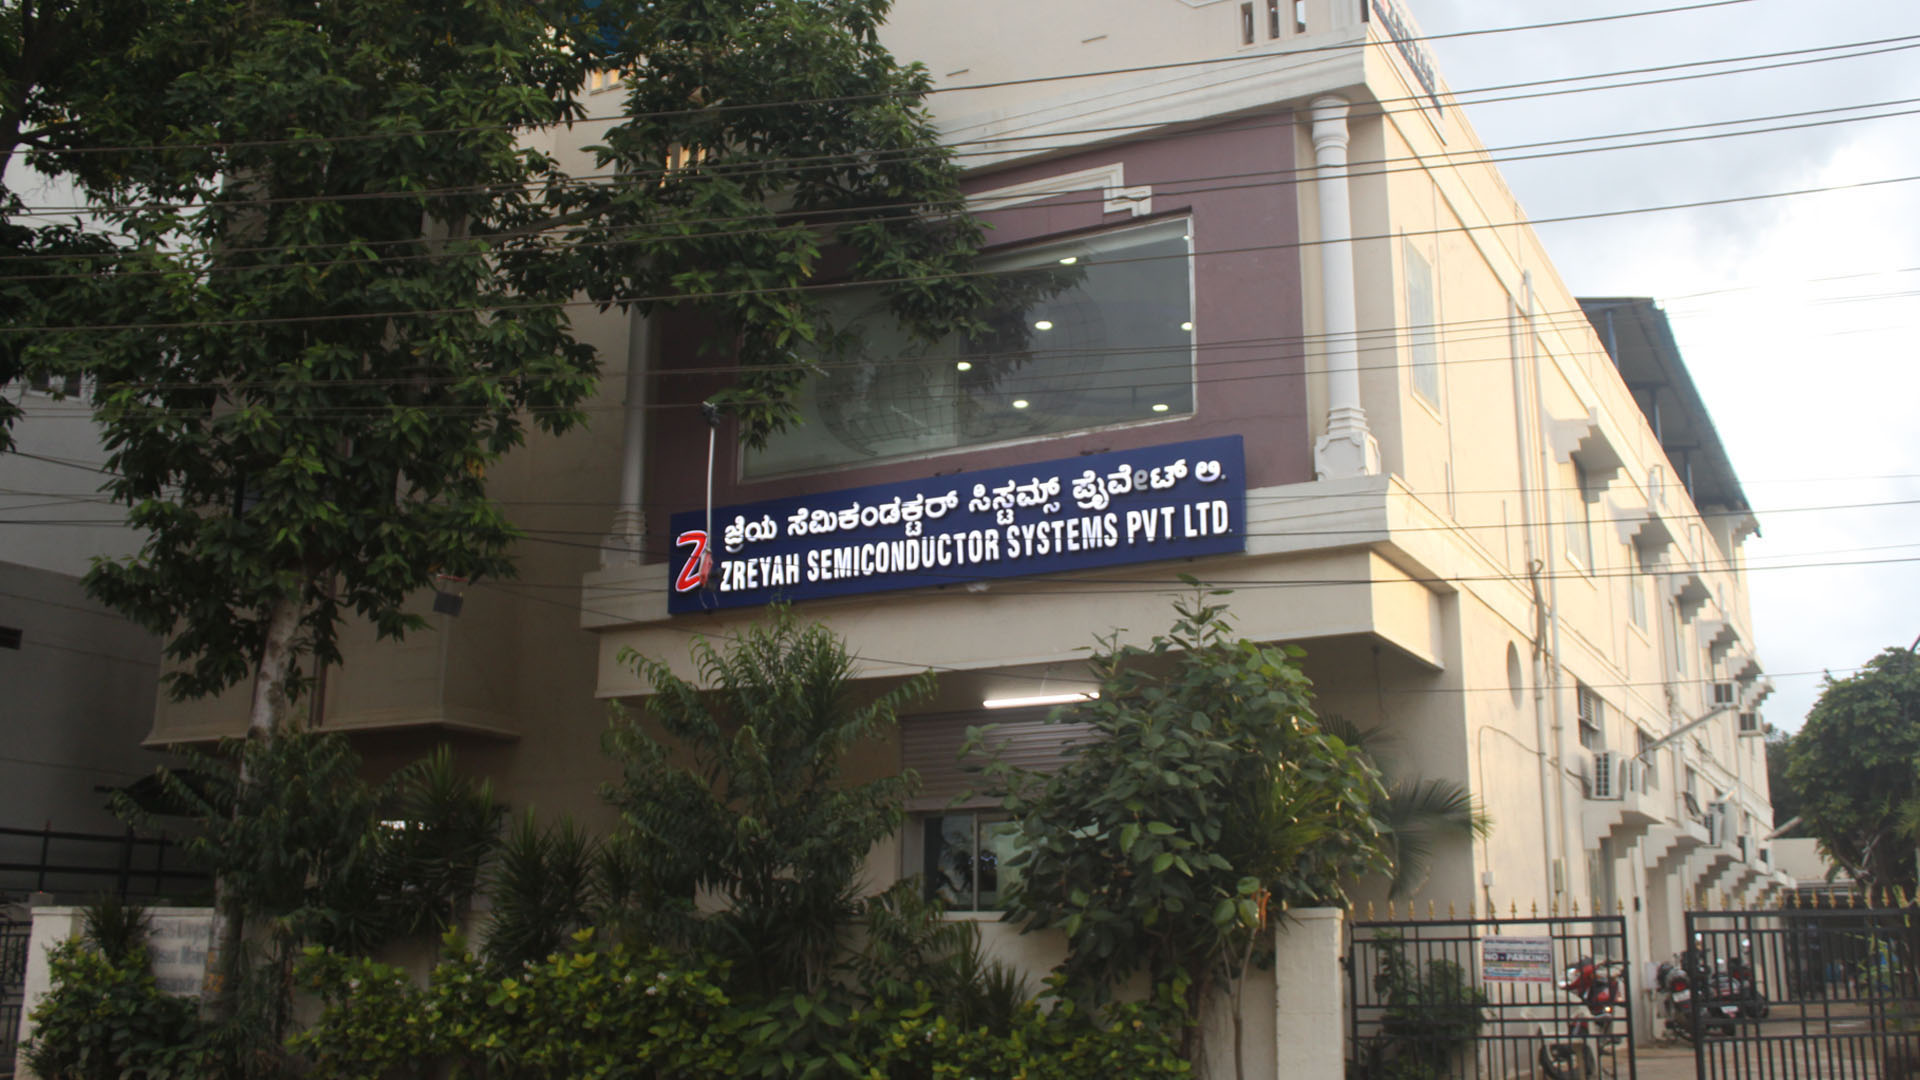 ಜ್ರೆಯ ಸೆಮಿಕಂಡಕ್ಟರ್ ಸಿಸ್ಟಮ್ಸ್ ಪ್ರೈವೇಟ್ ಲಿ.
Z ZREYAH SEMICONDUCTOR SYSTEMS PVT LTD.
NO - PARKING